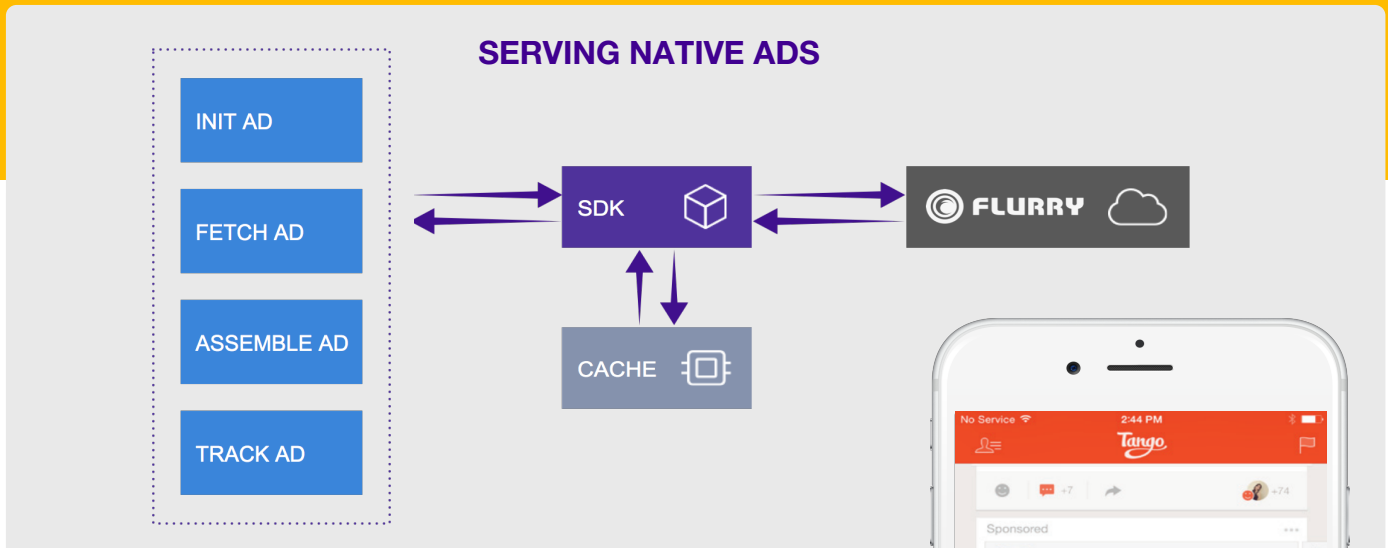 SERVING NATIVE ADS
INIT AD
FETCH AD
ASSEMBLE AD
TRACK AD
SDK
FLURRY
CACHE
No Service 2:44 PM
Tango
+7 +74
Sponsored